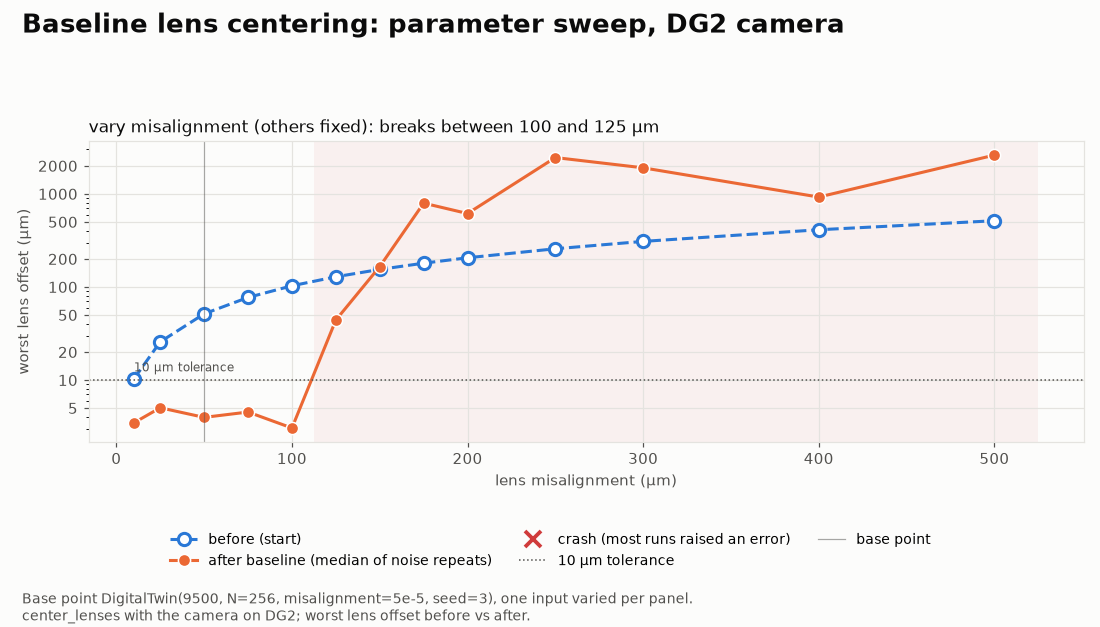 Baseline lens centering: parameter sweep, DG2 camera
vary misalignment (others fixed): breaks between 100 and 125 µm
worst lens offset (µm)
2000
1000
500
200
100
50
20
10
5
10 µm tolerance
0
100
200
300
400
500
lens misalignment (µm)
before (start)
after baseline (median of noise repeats)
crash (most runs raised an error)
10 µm tolerance
base point
Base point DigitalTwin(9500, N=256, misalignment=5e-5, seed=3), one input varied per panel.
center_lenses with the camera on DG2; worst lens offset before vs after.